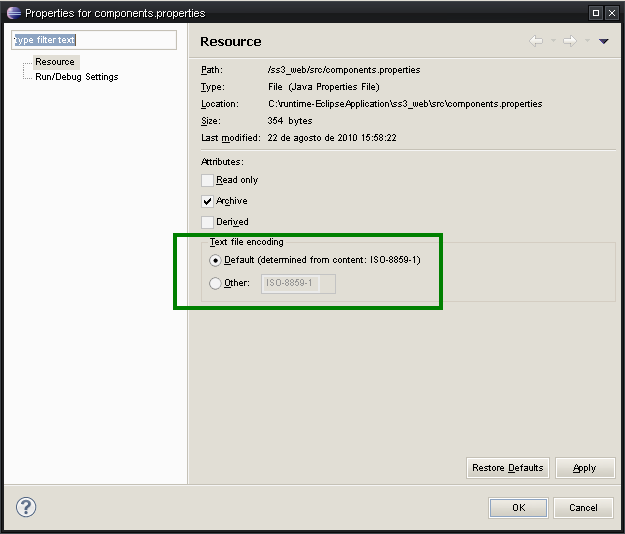 Properties for components.properties
type filter text
Resource
Run/Debug Settings
Resource
Path: /ss3_web/src/components.properties
Type: File (Java Properties File)
Location: C:\runtime-EclipseApplication\ss3_web\src\components.properties
Size: 354 bytes
Last modified: 22 de agosto de 2010 15:58:22
Attributes:
Read only
Archive
Derived
Text file encoding
Default (determined from content: ISO-8859-1)
Other: ISO-8859-1
Restore Defaults Apply
? OK Cancel